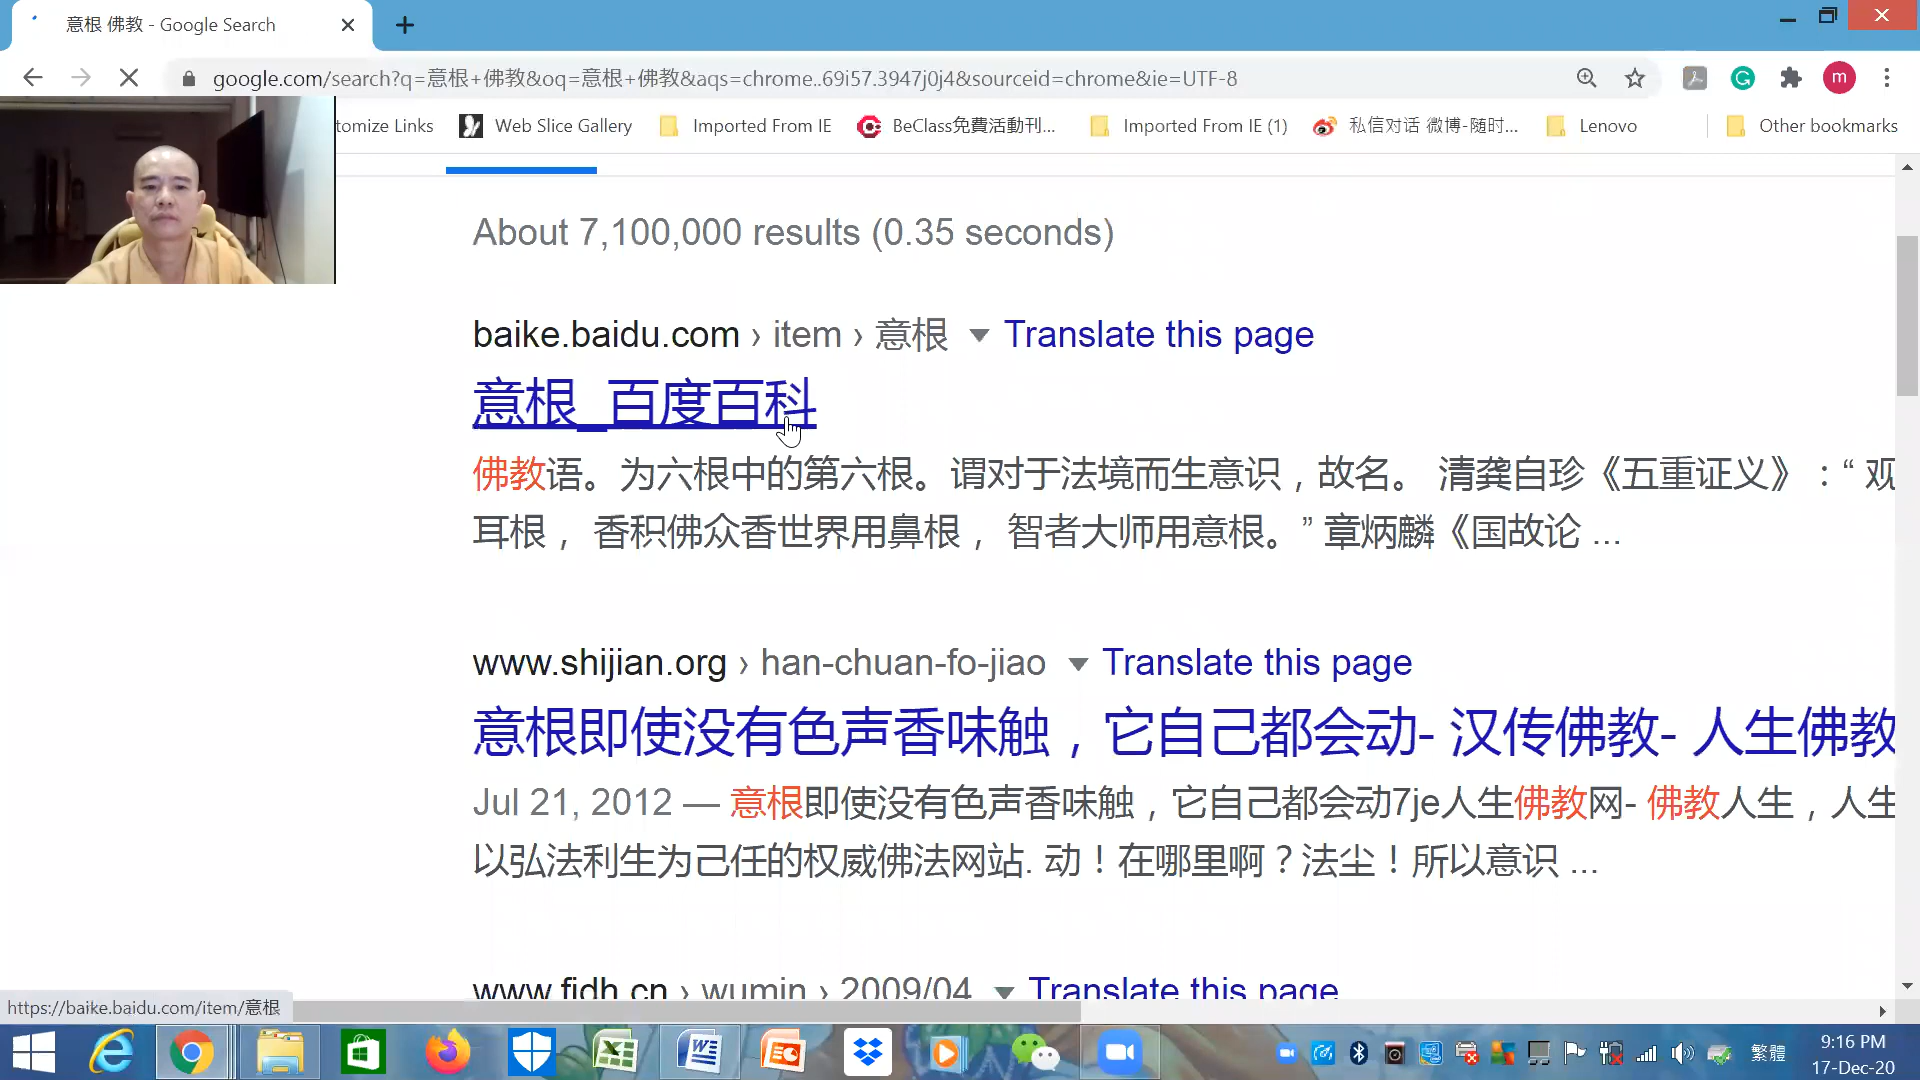 意根 佛教 - Google Search
google.com/search?q=意根+佛教&oq=意根+佛教&aqs=chrome..69i57.3947j0j4&sourceid=chrome&ie=UTF-8
m
tomize Links
Web Slice Gallery
Imported From IE
BeClass免費活動刊...
Imported From IE (1)
私信对话 微博-随时...
Lenovo
Other bookmarks
About 7,100,000 results (0.35 seconds)
baike.baidu.com › item › 意根 Translate this page
意根_百度百科
佛教语。为六根中的第六根。谓对于法境而生意识，故名。 清龚自珍《五重证义》：“ 观
耳根， 香积佛众香世界用鼻根， 智者大师用意根。” 章炳麟《国故论 ...
www.shijian.org › han-chuan-fo-jiao Translate this page
意根即使没有色声香味触，它自己都会动- 汉传佛教- 人生佛教
Jul 21, 2012 — 意根即使没有色声香味触，它自己都会动7je人生佛教网- 佛教人生，人生
以弘法利生为己任的权威佛法网站. 动！在哪里啊？法尘！所以意识 ...
www.fjdh.cn › wumin › 2009/04 Translate this page
https://baike.baidu.com/item/意根
繁體
9:16 PM
17-Dec-20